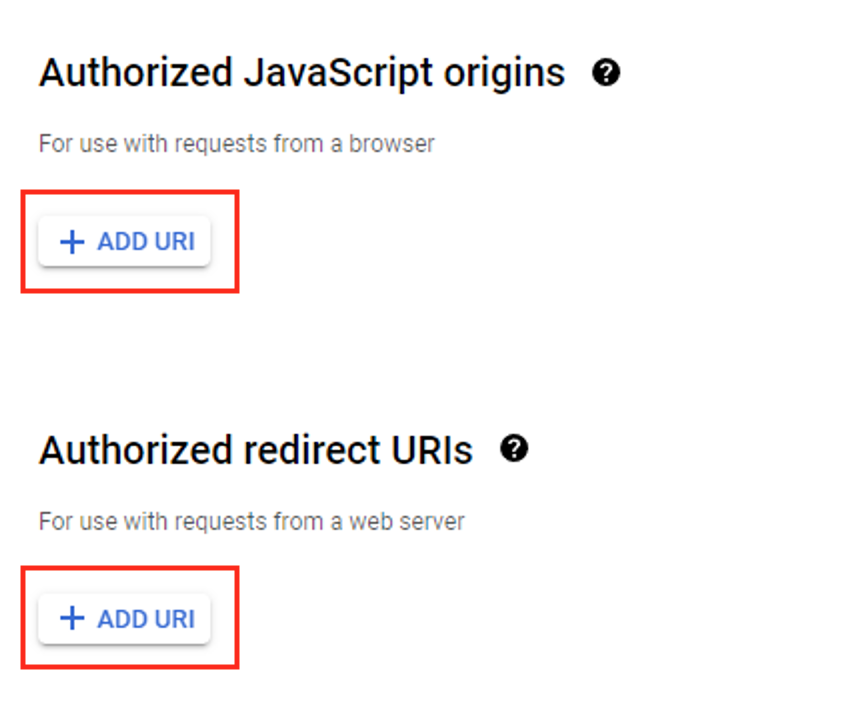 Authorized JavaScript origins ?
For use with requests from a browser
+ ADD URI
Authorized redirect URIs ?
For use with requests from a web server
+ ADD URI